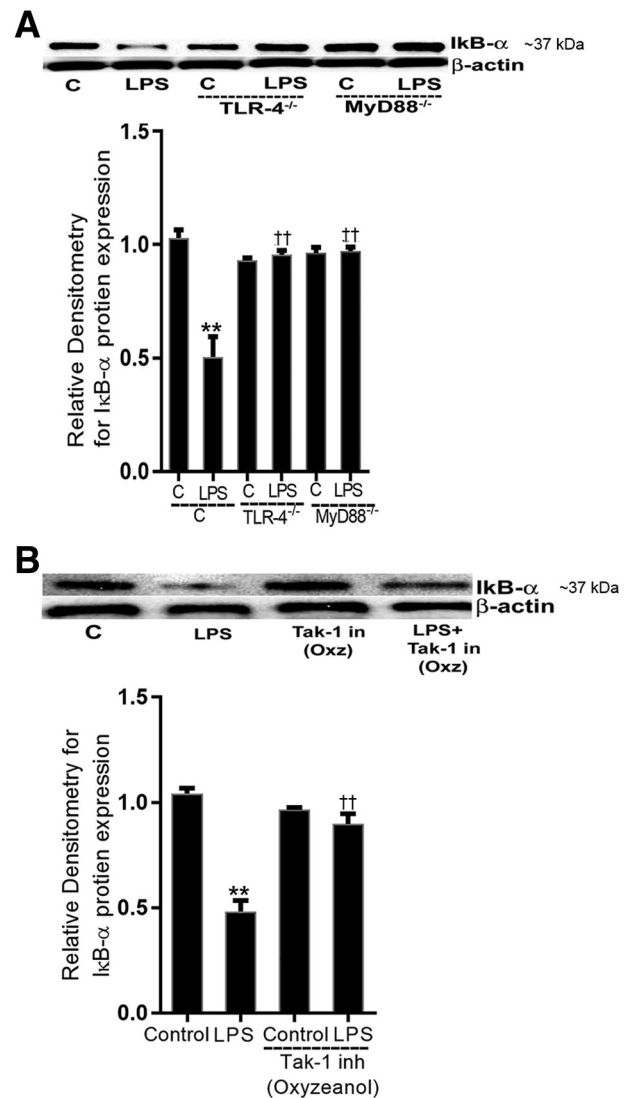 A
IkB-α ~37 kDa
β-actin
C LPS C LPS C LPS
TLR-4-/- MyD88-/-
Relative Densitometry
for IκB-α protien expression
1.5
1.0
0.5
0.0
**
††
‡‡
C LPS C LPS C LPS
C TLR-4-/- MyD88-/-
B
IkB-α ~37 kDa
β-actin
C LPS Tak-1 in LPS+
(Oxz) Tak-1 in
(Oxz)
Relative Densitometry for
IκB-α protien expression
1.5
1.0
0.5
0.0
**
††
Control LPS Control LPS
Tak-1 inh
(Oxyzeanol)